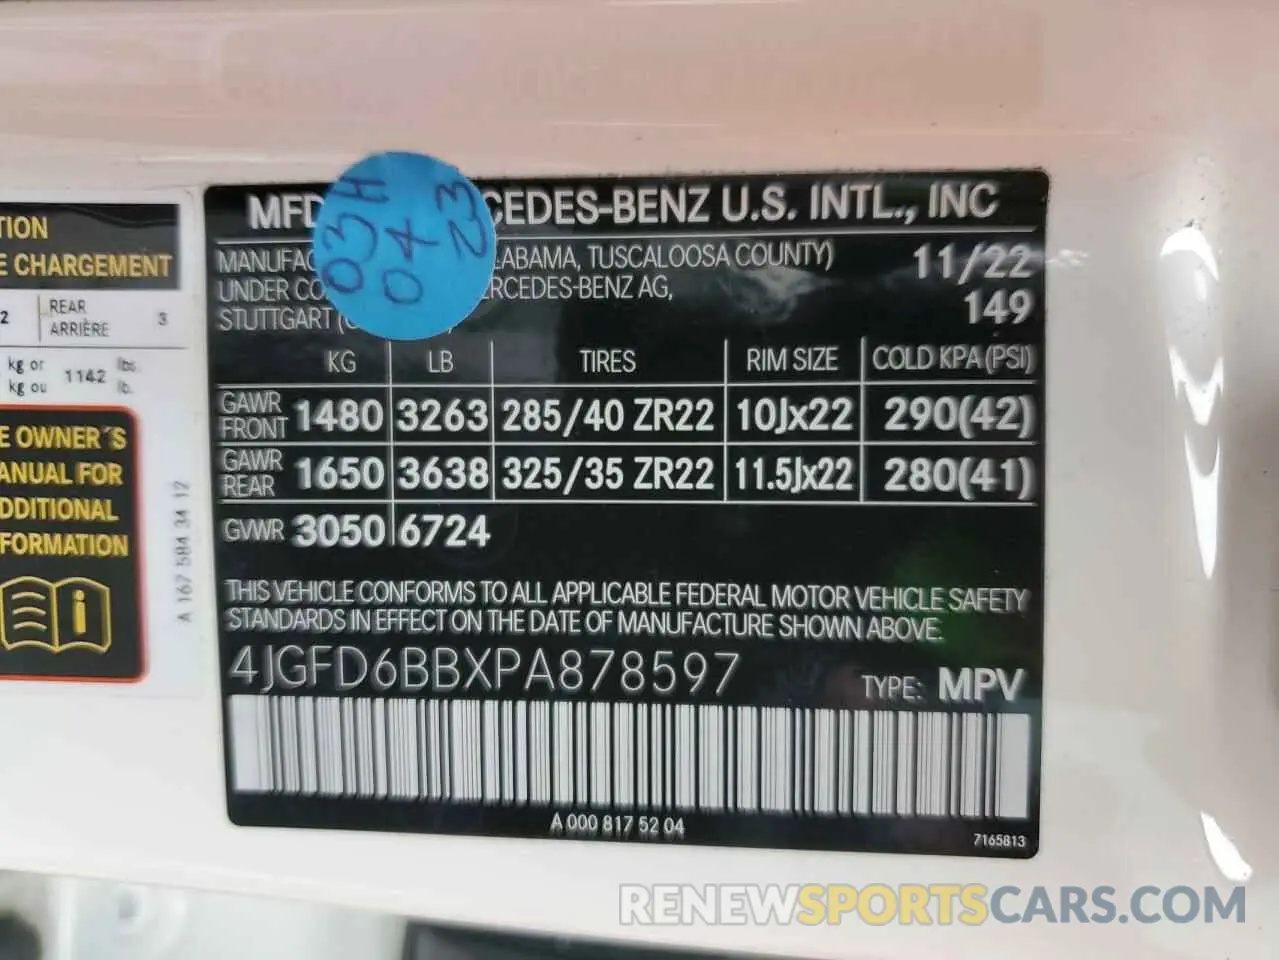 TION
E CHARGEMENT
2 REAR ARRIÈRE 3
kg or kg ou 1142 lbs. lb.
E OWNER'S
ANUAL FOR
DDITIONAL
FORMATION
A 167 584 34 12
03H
04
23
MFD CEDES-BENZ U.S. INTL., INC
MANUFAC ABAMA, TUSCALOOSA COUNTY) 11/22
UNDER CO RCEDES-BENZ AG, 149
STUTTGART (
KG LB TIRES RIM SIZE COLD KPA (PSI)
GAWR FRONT 1480 3263 285/40 ZR22 10Jx22 290(42)
GAWR REAR 1650 3638 325/35 ZR22 11.5Jx22 280(41)
GVWR 3050 6724
THIS VEHICLE CONFORMS TO ALL APPLICABLE FEDERAL MOTOR VEHICLE SAFETY
STANDARDS IN EFFECT ON THE DATE OF MANUFACTURE SHOWN ABOVE.
4JGFD6BBXPA878597 TYPE: MPV
A 000 817 52 04
7165813
RENEWSPORTSCARS.COM